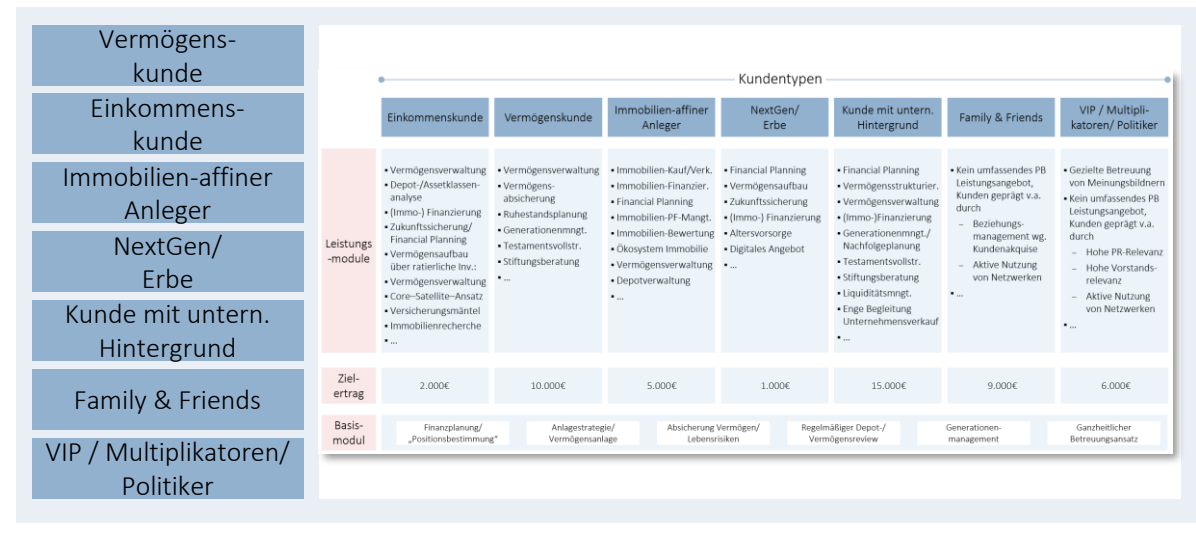 Vermögens-
kunde
Einkommens-
kunde
Immobilien-affiner
Anleger
NextGen/
Erbe
Kunde mit untern.
Hintergrund
Family & Friends
VIP / Multiplikatoren/
Politiker
Kundentypen
Einkommenskunde
Vermögenskunde
Immobilien-affiner
Anleger
NextGen/
Erbe
Kunde mit untern.
Hintergrund
Family & Friends
VIP / Multipli-
katoren/ Politiker
Leistungs
-module
▪ Vermögensverwaltung
▪ Depot-/Assetklassen-
analyse
▪ (Immo-) Finanzierung
▪ Zukunftssicherung/
Financial Planning
▪ Vermögensaufbau
über ratierliche Inv.:
▪ Vermögensverwaltung
▪ Core–Satellite–Ansatz
▪ Versicherungsmäntel
▪ Immobilienrecherche
▪ ...
▪ Vermögensverwaltung
▪ Vermögens-
absicherung
▪ Ruhestandsplanung
▪ Generationenmngt.
▪ Testamentsvollstr.
▪ Stiftungsberatung
▪ ...
▪ Immobilien-Kauf/Verk.
▪ Immobilien-Finanzier.
▪ Financial Planning
▪ Immobilien-PF-Mangt.
▪ Immobilien-Bewertung
▪ Ökosystem Immobilie
▪ Vermögensverwaltung
▪ Depotverwaltung
▪ ...
▪ Financial Planning
▪ Vermögensaufbau
▪ Zukunftssicherung
▪ (Immo-) Finanzierung
▪ Altersvorsorge
▪ Digitales Angebot
▪ ...
▪ Financial Planning
▪ Vermögensstrukturier.
▪ Vermögensverwaltung
▪ (Immo-)Finanzierung
▪ Generationenmngt./
Nachfolgeplanung
▪ Testamentsvollstr.
▪ Stiftungsberatung
▪ Liquiditätsmngt.
▪ Enge Begleitung
Unternehmensverkauf
▪ ...
▪ Kein umfassendes PB
Leistungsangebot,
Kunden geprägt v.a.
durch
– Beziehungs-
management wg.
Kundenakquise
– Aktive Nutzung
von Netzwerken
▪ ...
▪ Gezielte Betreuung
von Meinungsbildnern
▪ Kein umfassendes PB
Leistungsangebot,
Kunden geprägt v.a.
durch
– Hohe PR-Relevanz
– Hohe Vorstands-
relevanz
– Aktive Nutzung
von Netzwerken
▪ ...
Ziel-
ertrag
2.000€
10.000€
5.000€
1.000€
15.000€
9.000€
6.000€
Basis-
modul
Finanzplanung/
„Positionsbestimmung“
Anlagestrategie/
Vermögensanlage
Absicherung Vermögen/
Lebensrisiken
Regelmäßiger Depot-/
Vermögensreview
Generationen-
management
Ganzheitlicher
Betreuungsansatz